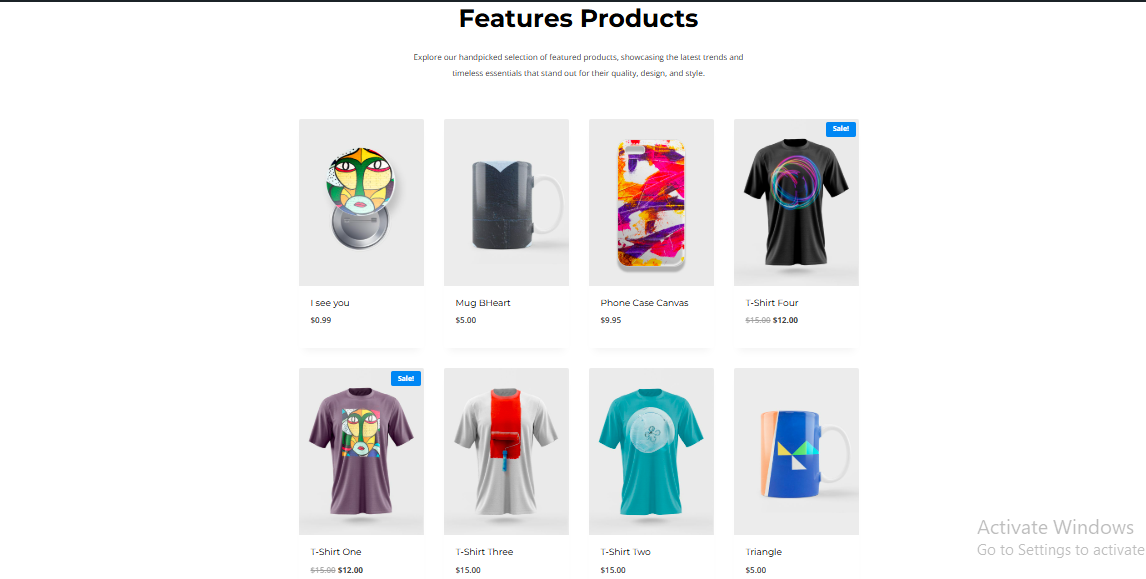 Features Products
Explore our handpicked selection of featured products, showcasing the latest trends and
timeless essentials that stand out for their quality, design, and style.
Sale!
I see you
Mug BHeart
Phone Case Canvas
T-Shirt Four
$0.99
$5.00
$9.95
$15.00 $12.00
Sale!
T-Shirt One
T-Shirt Three
T-Shirt Two
Triangle
$15.00 $12.00
$15.00
$15.00
$5.00
Activate Windows
Go to Settings to activate